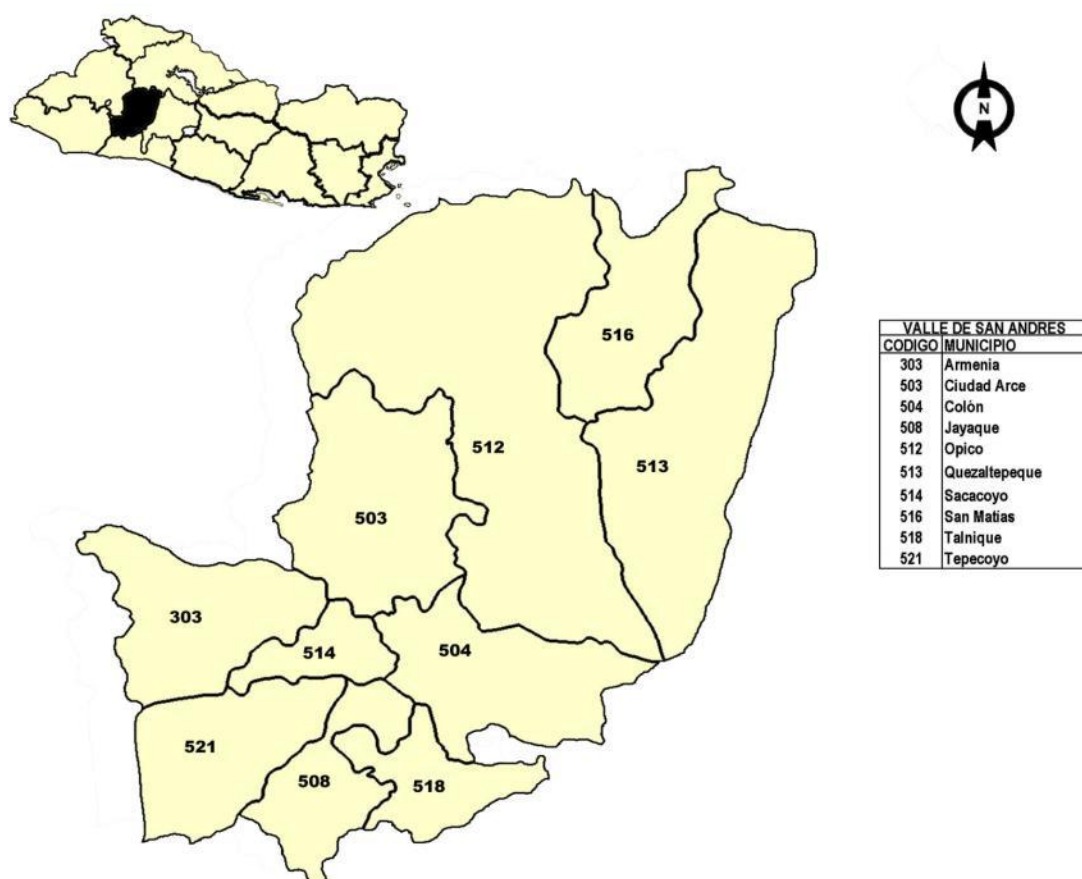 N
VALLE DE SAN ANDRES
CODIGO MUNICIPIO
303 Armenia
503 Ciudad Arce
504 Colòn
508 Jayaque
512 Opico
513 Quezaltepeque
514 Sacacoyo
516 San Matìas
518 Talnique
521 Tepecoyo
516
512
513
503
303
514
504
521
508
518